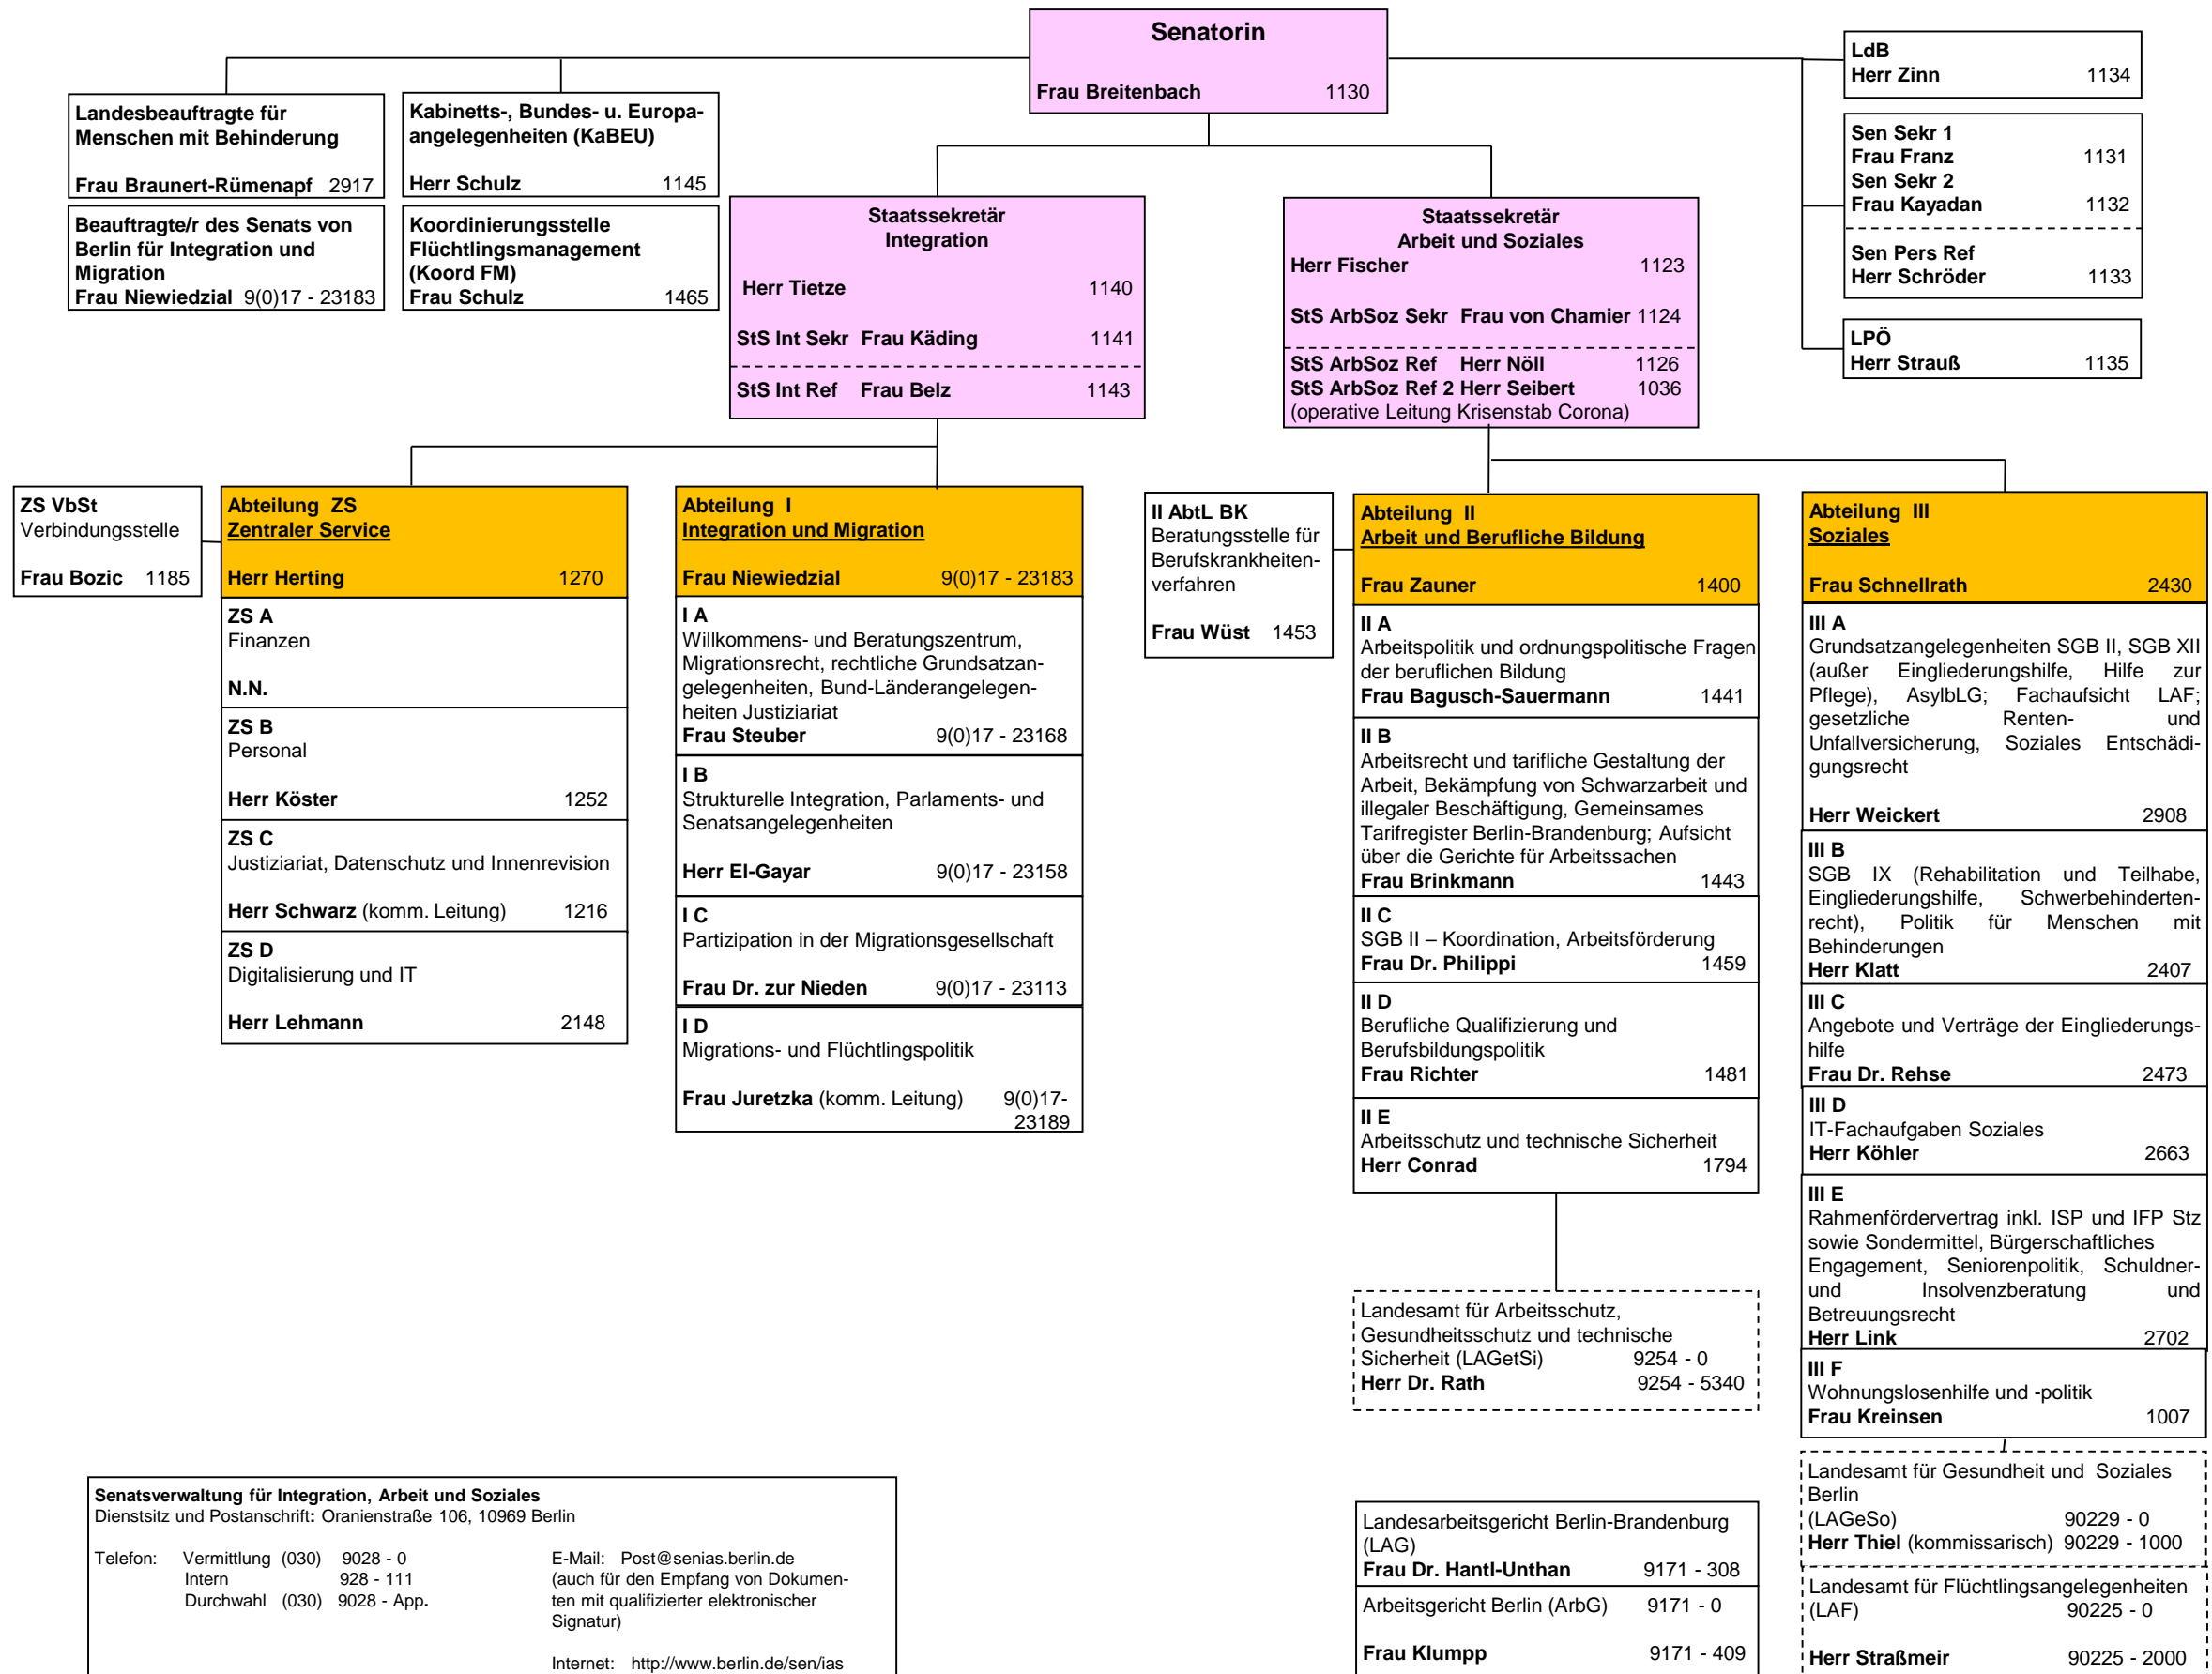 Senatorin
Frau Breitenbach 1130
LdB
Herr Zinn 1134
Sen Sekr 1
Frau Franz 1131
Sen Sekr 2
Frau Kayadan 1132
Sen Pers Ref
Herr Schröder 1133
LPÖ
Herr Strauß 1135
Landesbeauftragte für
Menschen mit Behinderung
Frau Braunert-Rümenapf 2917
Beauftragte/r des Senats von
Berlin für Integration und
Migration
Frau Niewiedzial 9(0)17 - 23183
Kabinetts-, Bundes- u. Europa-
angelegenheiten (KaBEU)
Herr Schulz 1145
Koordinierungsstelle
Flüchtlingsmanagement
(Koord FM)
Frau Schulz 1465
Staatssekretär
Integration
Herr Tietze 1140
StS Int Sekr Frau Käding 1141
StS Int Ref Frau Belz 1143
Staatssekretär
Arbeit und Soziales
Herr Fischer 1123
StS ArbSoz Sekr Frau von Chamier 1124
StS ArbSoz Ref Herr Nöll 1126
StS ArbSoz Ref 2 Herr Seibert 1036
(operative Leitung Krisenstab Corona)
ZS VbSt
Verbindungsstelle
Frau Bozic 1185
Abteilung ZS
Zentraler Service
Herr Herting 1270
ZS A
Finanzen
N.N.
ZS B
Personal
Herr Köster 1252
ZS C
Justiziariat, Datenschutz und Innenrevision
Herr Schwarz (komm. Leitung) 1216
ZS D
Digitalisierung und IT
Herr Lehmann 2148
Abteilung I
Integration und Migration
Frau Niewiedzial 9(0)17 - 23183
I A
Willkommens- und Beratungszentrum,
Migrationsrecht, rechtliche Grundsatzan-
gelegenheiten, Bund-Länderangelegen-
heiten Justiziariat
Frau Steuber 9(0)17 - 23168
I B
Strukturelle Integration, Parlaments- und
Senatsangelegenheiten
Herr El-Gayar 9(0)17 - 23158
I C
Partizipation in der Migrationsgesellschaft
Frau Dr. zur Nieden 9(0)17 - 23113
I D
Migrations- und Flüchtlingspolitik
Frau Juretzka (komm. Leitung) 9(0)17-
23189
II AbtL BK
Beratungsstelle für
Berufskrankheiten-
verfahren
Frau Wüst 1453
Abteilung II
Arbeit und Berufliche Bildung
Frau Zauner 1400
II A
Arbeitspolitik und ordnungspolitische Fragen
der beruflichen Bildung
Frau Bagusch-Sauermann 1441
II B
Arbeitsrecht und tarifliche Gestaltung der
Arbeit, Bekämpfung von Schwarzarbeit und
illegaler Beschäftigung, Gemeinsames
Tarifregister Berlin-Brandenburg; Aufsicht
über die Gerichte für Arbeitssachen
Frau Brinkmann 1443
II C
SGB II – Koordination, Arbeitsförderung
Frau Dr. Philippi 1459
II D
Berufliche Qualifizierung und
Berufsbildungspolitik
Frau Richter 1481
II E
Arbeitsschutz und technische Sicherheit
Herr Conrad 1794
Landesamt für Arbeitsschutz,
Gesundheitsschutz und technische
Sicherheit (LAGetSi) 9254 - 0
Herr Dr. Rath 9254 - 5340
Landesarbeitsgericht Berlin-Brandenburg
(LAG)
Frau Dr. Hantl-Unthan 9171 - 308
Arbeitsgericht Berlin (ArbG) 9171 - 0
Frau Klumpp 9171 - 409
Abteilung III
Soziales
Frau Schnellrath 2430
III A
Grundsatzangelegenheiten SGB II, SGB XII
(außer Eingliederungshilfe, Hilfe zur
Pflege), AsylbLG; Fachaufsicht LAF;
gesetzliche Renten- und
Unfallversicherung, Soziales Entschädi-
gungsrecht
Herr Weickert 2908
III B
SGB IX (Rehabilitation und Teilhabe,
Eingliederungshilfe, Schwerbehinderten-
recht), Politik für Menschen mit
Behinderungen
Herr Klatt 2407
III C
Angebote und Verträge der Eingliederungs-
hilfe
Frau Dr. Rehse 2473
III D
IT-Fachaufgaben Soziales
Herr Köhler 2663
III E
Rahmenfördervertrag inkl. ISP und IFP Stz
sowie Sondermittel, Bürgerschaftliches
Engagement, Seniorenpolitik, Schuldner-
und Insolvenzberatung und
Betreuungsrecht
Herr Link 2702
III F
Wohnungslosenhilfe und -politik
Frau Kreinsen 1007
Landesamt für Gesundheit und Soziales
Berlin
(LAGeSo) 90229 - 0
Herr Thiel (kommissarisch) 90229 - 1000
Landesamt für Flüchtlingsangelegenheiten
(LAF) 90225 - 0
Herr Straßmeir 90225 - 2000
Senatsverwaltung für Integration, Arbeit und Soziales
Dienstsitz und Postanschrift: Oranienstraße 106, 10969 Berlin
Telefon: Vermittlung (030) 9028 - 0
Intern 928 - 111
Durchwahl (030) 9028 - App.
E-Mail: Post@senias.berlin.de
(auch für den Empfang von Dokumen-
ten mit qualifizierter elektronischer
Signatur)
Internet: http://www.berlin.de/sen/ias